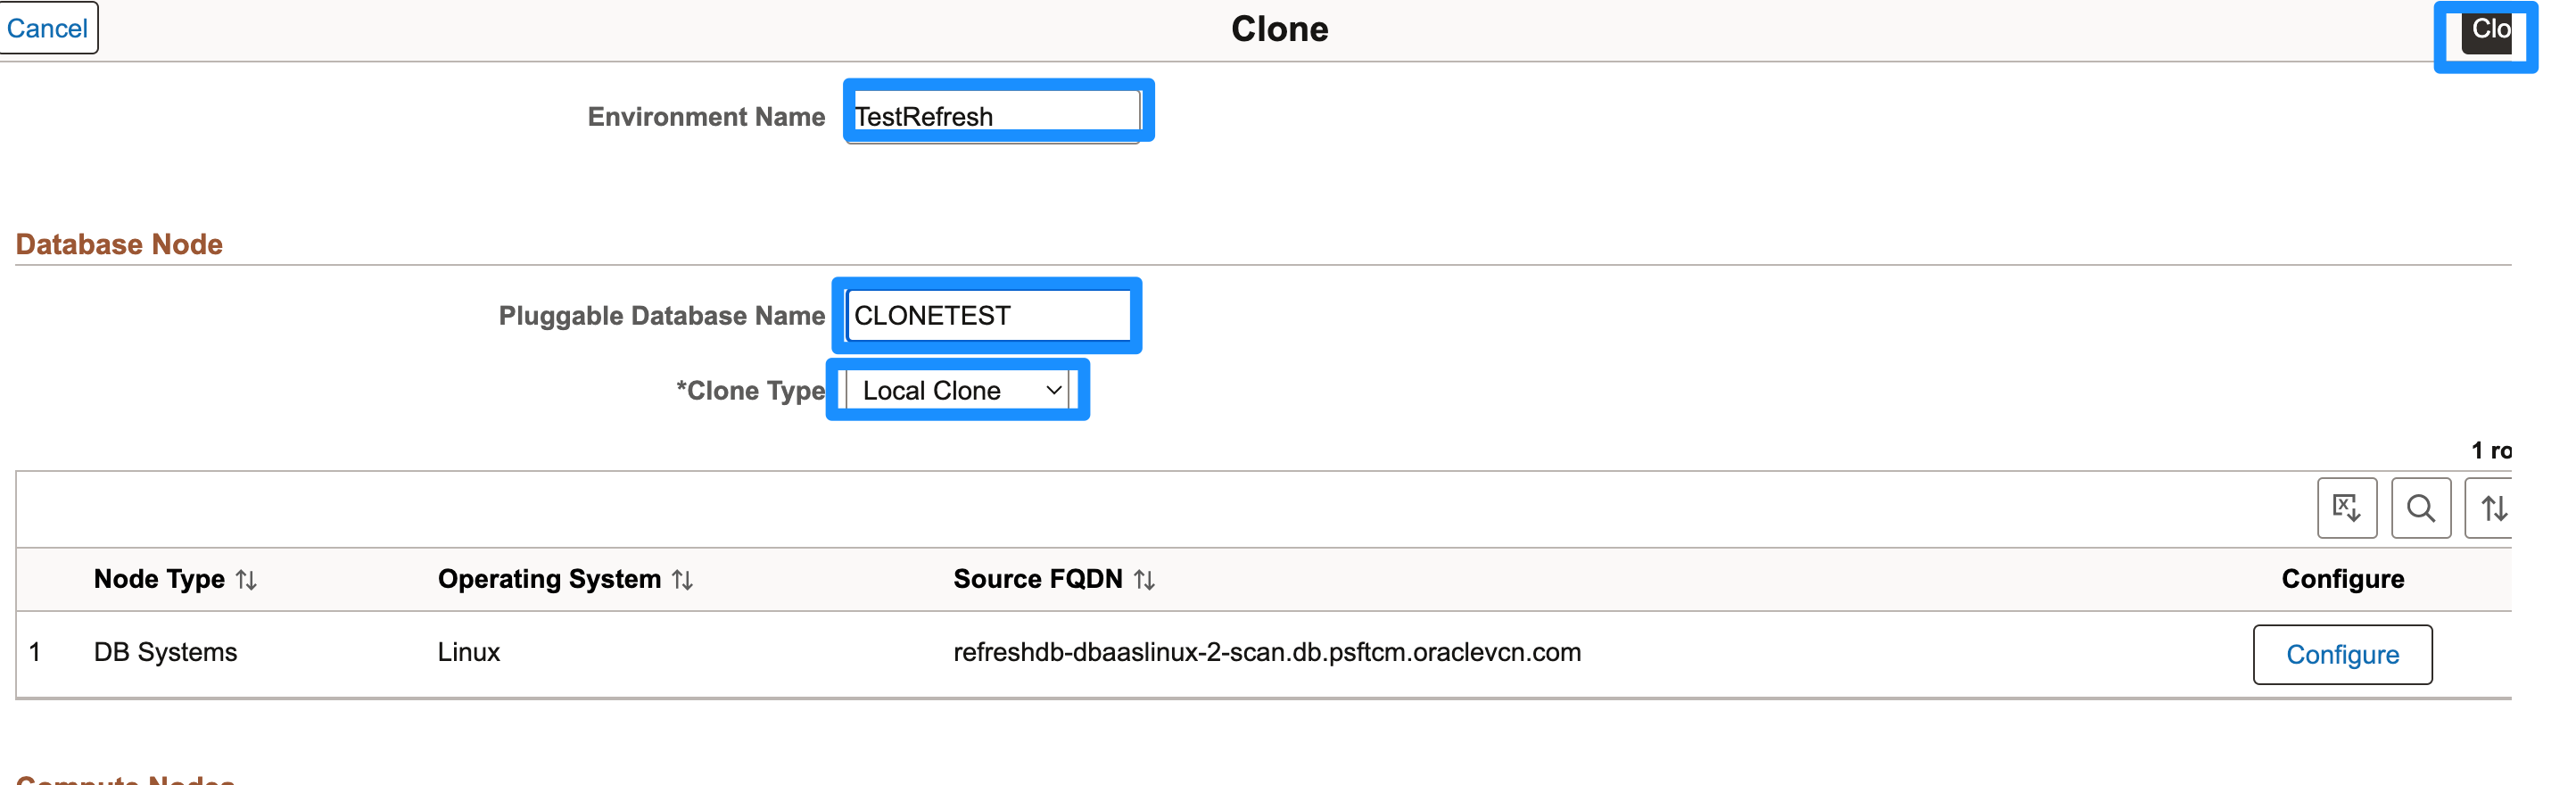 Cancel Clone Clo
Environment Name TestRefresh
Database Node
Pluggable Database Name CLONETEST
*Clone Type Local Clone
1 ro
Node Type Operating System Source FQDN Configure
1 DB Systems Linux refreshdb-dbaaslinux-2-scan.db.psftcm.oraclevcn.com Configure
Compute Nodes